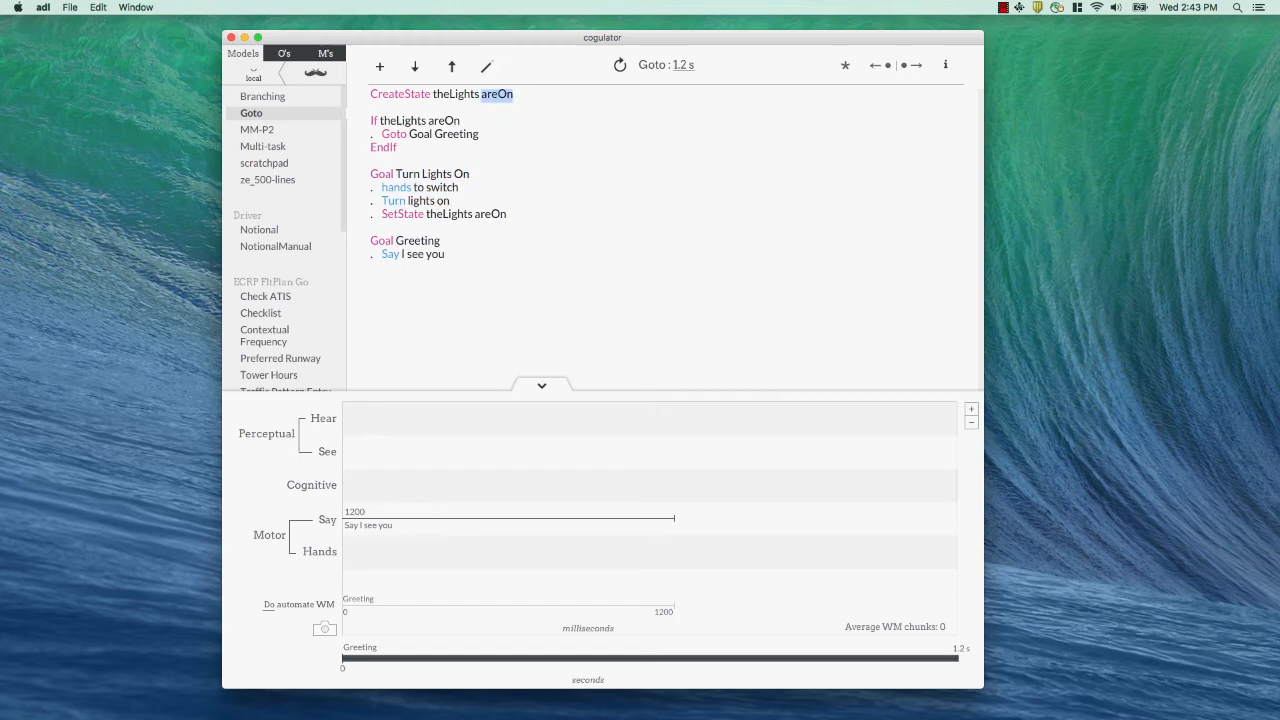 adl File Edit Window
Wed 2:43 PM
cogulator
Models O's M's
local
Goto : 1.2 s
Branching
Goto
MM-P2
Multi-task
scratchpad
ze_500-lines
Driver
Notional
NotionalManual
ECRP FltPlan Go
Check ATIS
Checklist
Contextual
Frequency
Preferred Runway
Tower Hours
Traffic Pattern Entry
CreateState theLights areOn
If theLights areOn
. Goto Goal Greeting
EndIf
Goal Turn Lights On
. hands to switch
. Turn lights on
. SetState theLights areOn
Goal Greeting
. Say I see you
+
−
Perceptual
Hear
See
Cognitive
Motor
Say
Hands
1200
Say I see you
Do automate WM
Greeting
0 1200
milliseconds
Average WM chunks: 0
Greeting
1.2 s
0
seconds